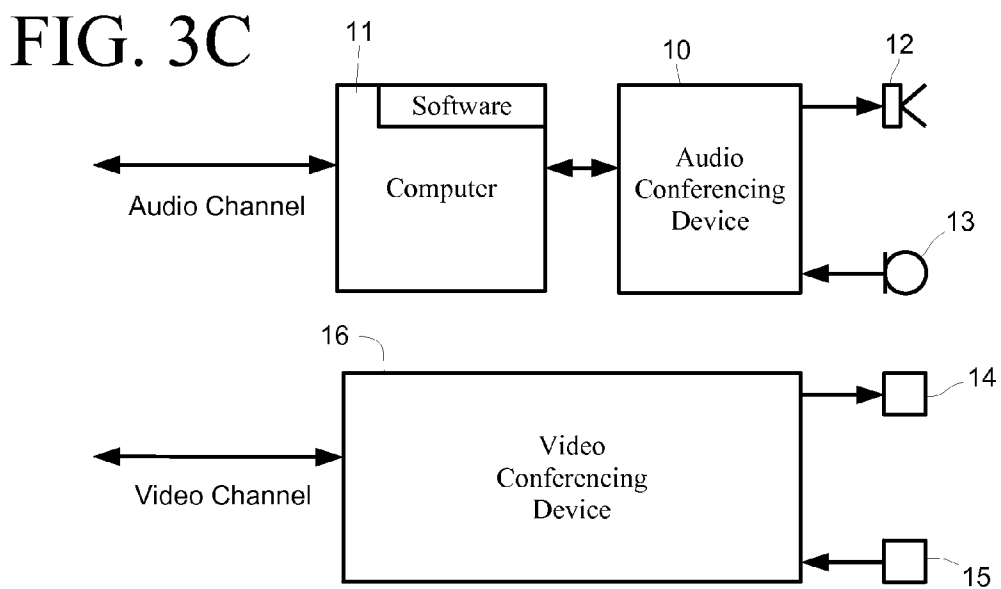 FIG. 3C
11
10
12
Software
Computer
Audio
Conferencing
Device
Audio Channel
13
16
14
Video
Conferencing
Device
Video Channel
15